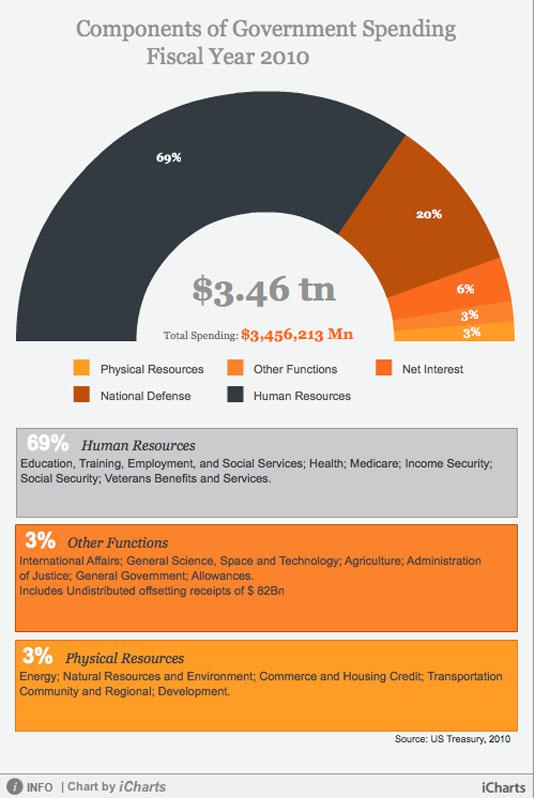 Components of Government Spending
Fiscal Year 2010
69%
20%
6%
3%
3%
$3.46 tn
Total Spending: $3,456,213 Mn
Physical Resources
Other Functions
Net Interest
National Defense
Human Resources
69% Human Resources
Education, Training, Employment, and Social Services; Health; Medicare; Income Security;
Social Security; Veterans Benefits and Services.
3% Other Functions
International Affairs; General Science, Space and Technology; Agriculture; Administration
of Justice; General Government; Allowances.
Includes Undistributed offsetting receipts of $ 82Bn
3% Physical Resources
Energy; Natural Resources and Environment; Commerce and Housing Credit; Transportation
Community and Regional; Development.
Source: US Treasury, 2010
i INFO | Chart by iCharts
iCharts